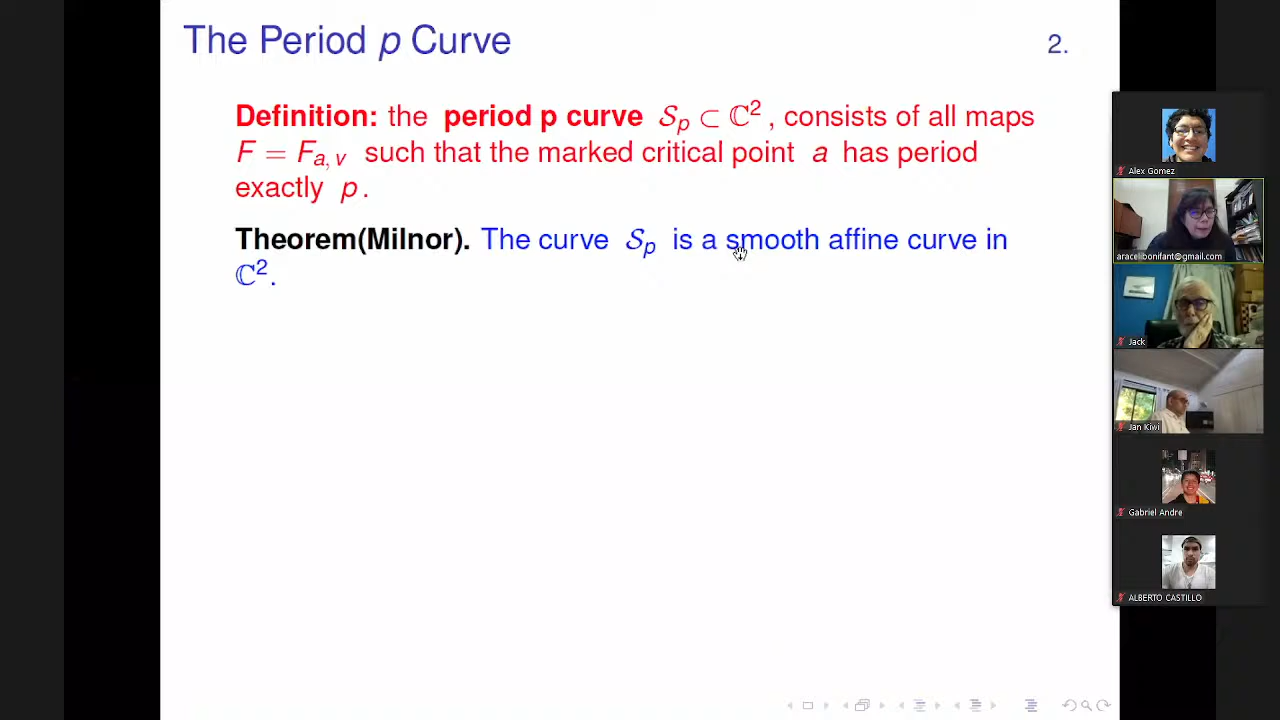 The Period p Curve 2.
Definition: the period p curve 𝒮ₚ ⊂ ℂ², consists of all maps
F = F_{a, v} such that the marked critical point a has period
exactly p.
Theorem(Milnor). The curve 𝒮ₚ is a smooth affine curve in
ℂ².
Alex Gomez
aracelibonifant@gmail.com
Jack
Jan Kiwi
Gabriel Andre
ALBERTO CASTILLO